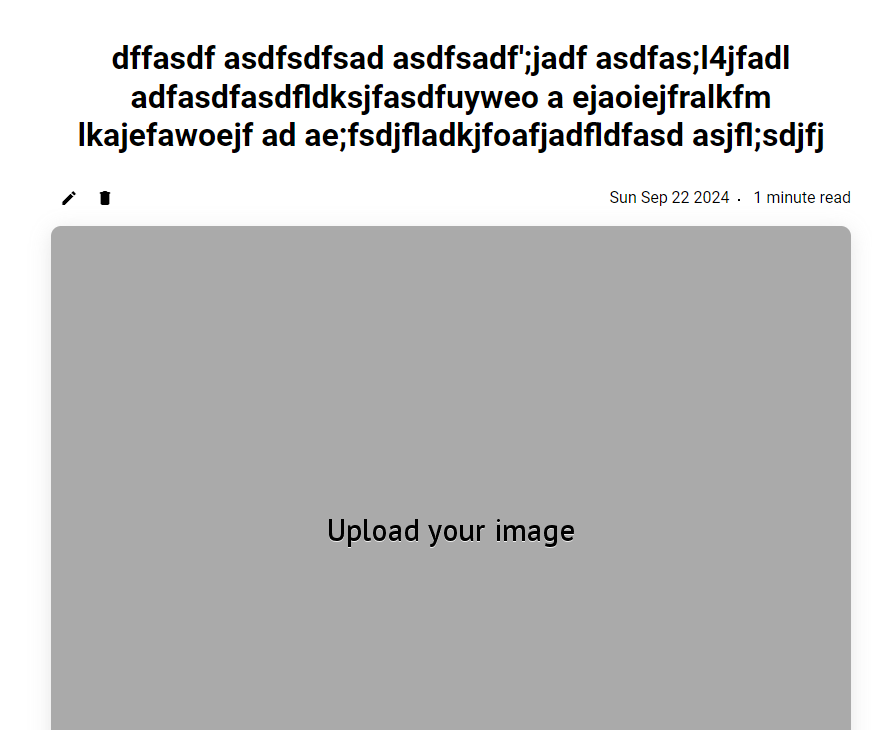 dffasdf asdfsdfsad asdfsadf';jadf asdfas;l4jfadl
adfasdfasdfldksjfasdfuyweo a ejaoiejfralkfm
lkajefawoejf ad ae;fsdjfladkjfoafjadfldfasd asjfl;sdjfj
Sun Sep 22 2024 · 1 minute read
Upload your image